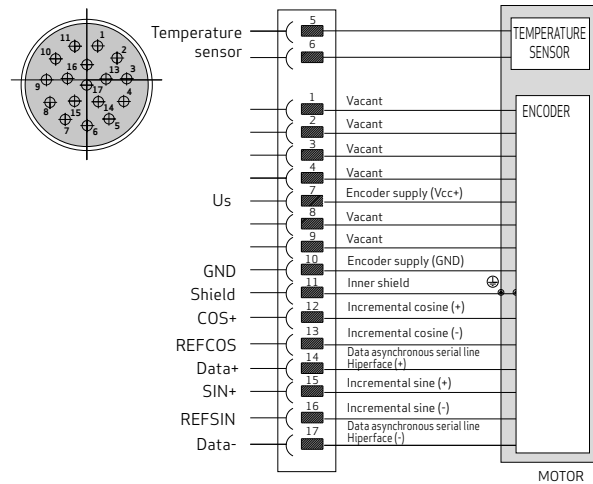 11
1
10
2
16
13
3
9
17
4
8
15
14
7
6
5
Temperature
sensor
5
6
TEMPERATURE
SENSOR
ENCODER
1
Vacant
2
Vacant
3
Vacant
4
Vacant
Us
7
Encoder supply (Vcc+)
8
Vacant
9
Vacant
GND
10
Encoder supply (GND)
Shield
11
Inner shield
COS+
12
Incremental cosine (+)
REFCOS
13
Incremental cosine (-)
Data+
14
Data asynchronous serial line
Hiperface (+)
SIN+
15
Incremental sine (+)
REFSIN
16
Incremental sine (-)
Data-
17
Data asynchronous serial line
Hiperface (-)
MOTOR